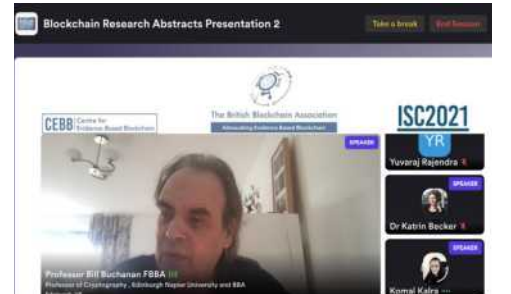 Blockchain Research Abstracts Presentation 2
Take a break
End Session
CEBB
Centre for
Evidence Based Blockchain
The British Blockchain Association
Advocating Evidence Based Blockchain
ISC2021
SPEAKER
YR
Yuvaraj Rajendra
SPEAKER
Dr Katrin Becker
SPEAKER
Komal Kalra
Professor Bill Buchanan FBBA
Professor of Cryptography , Edinburgh Napier University and BBA